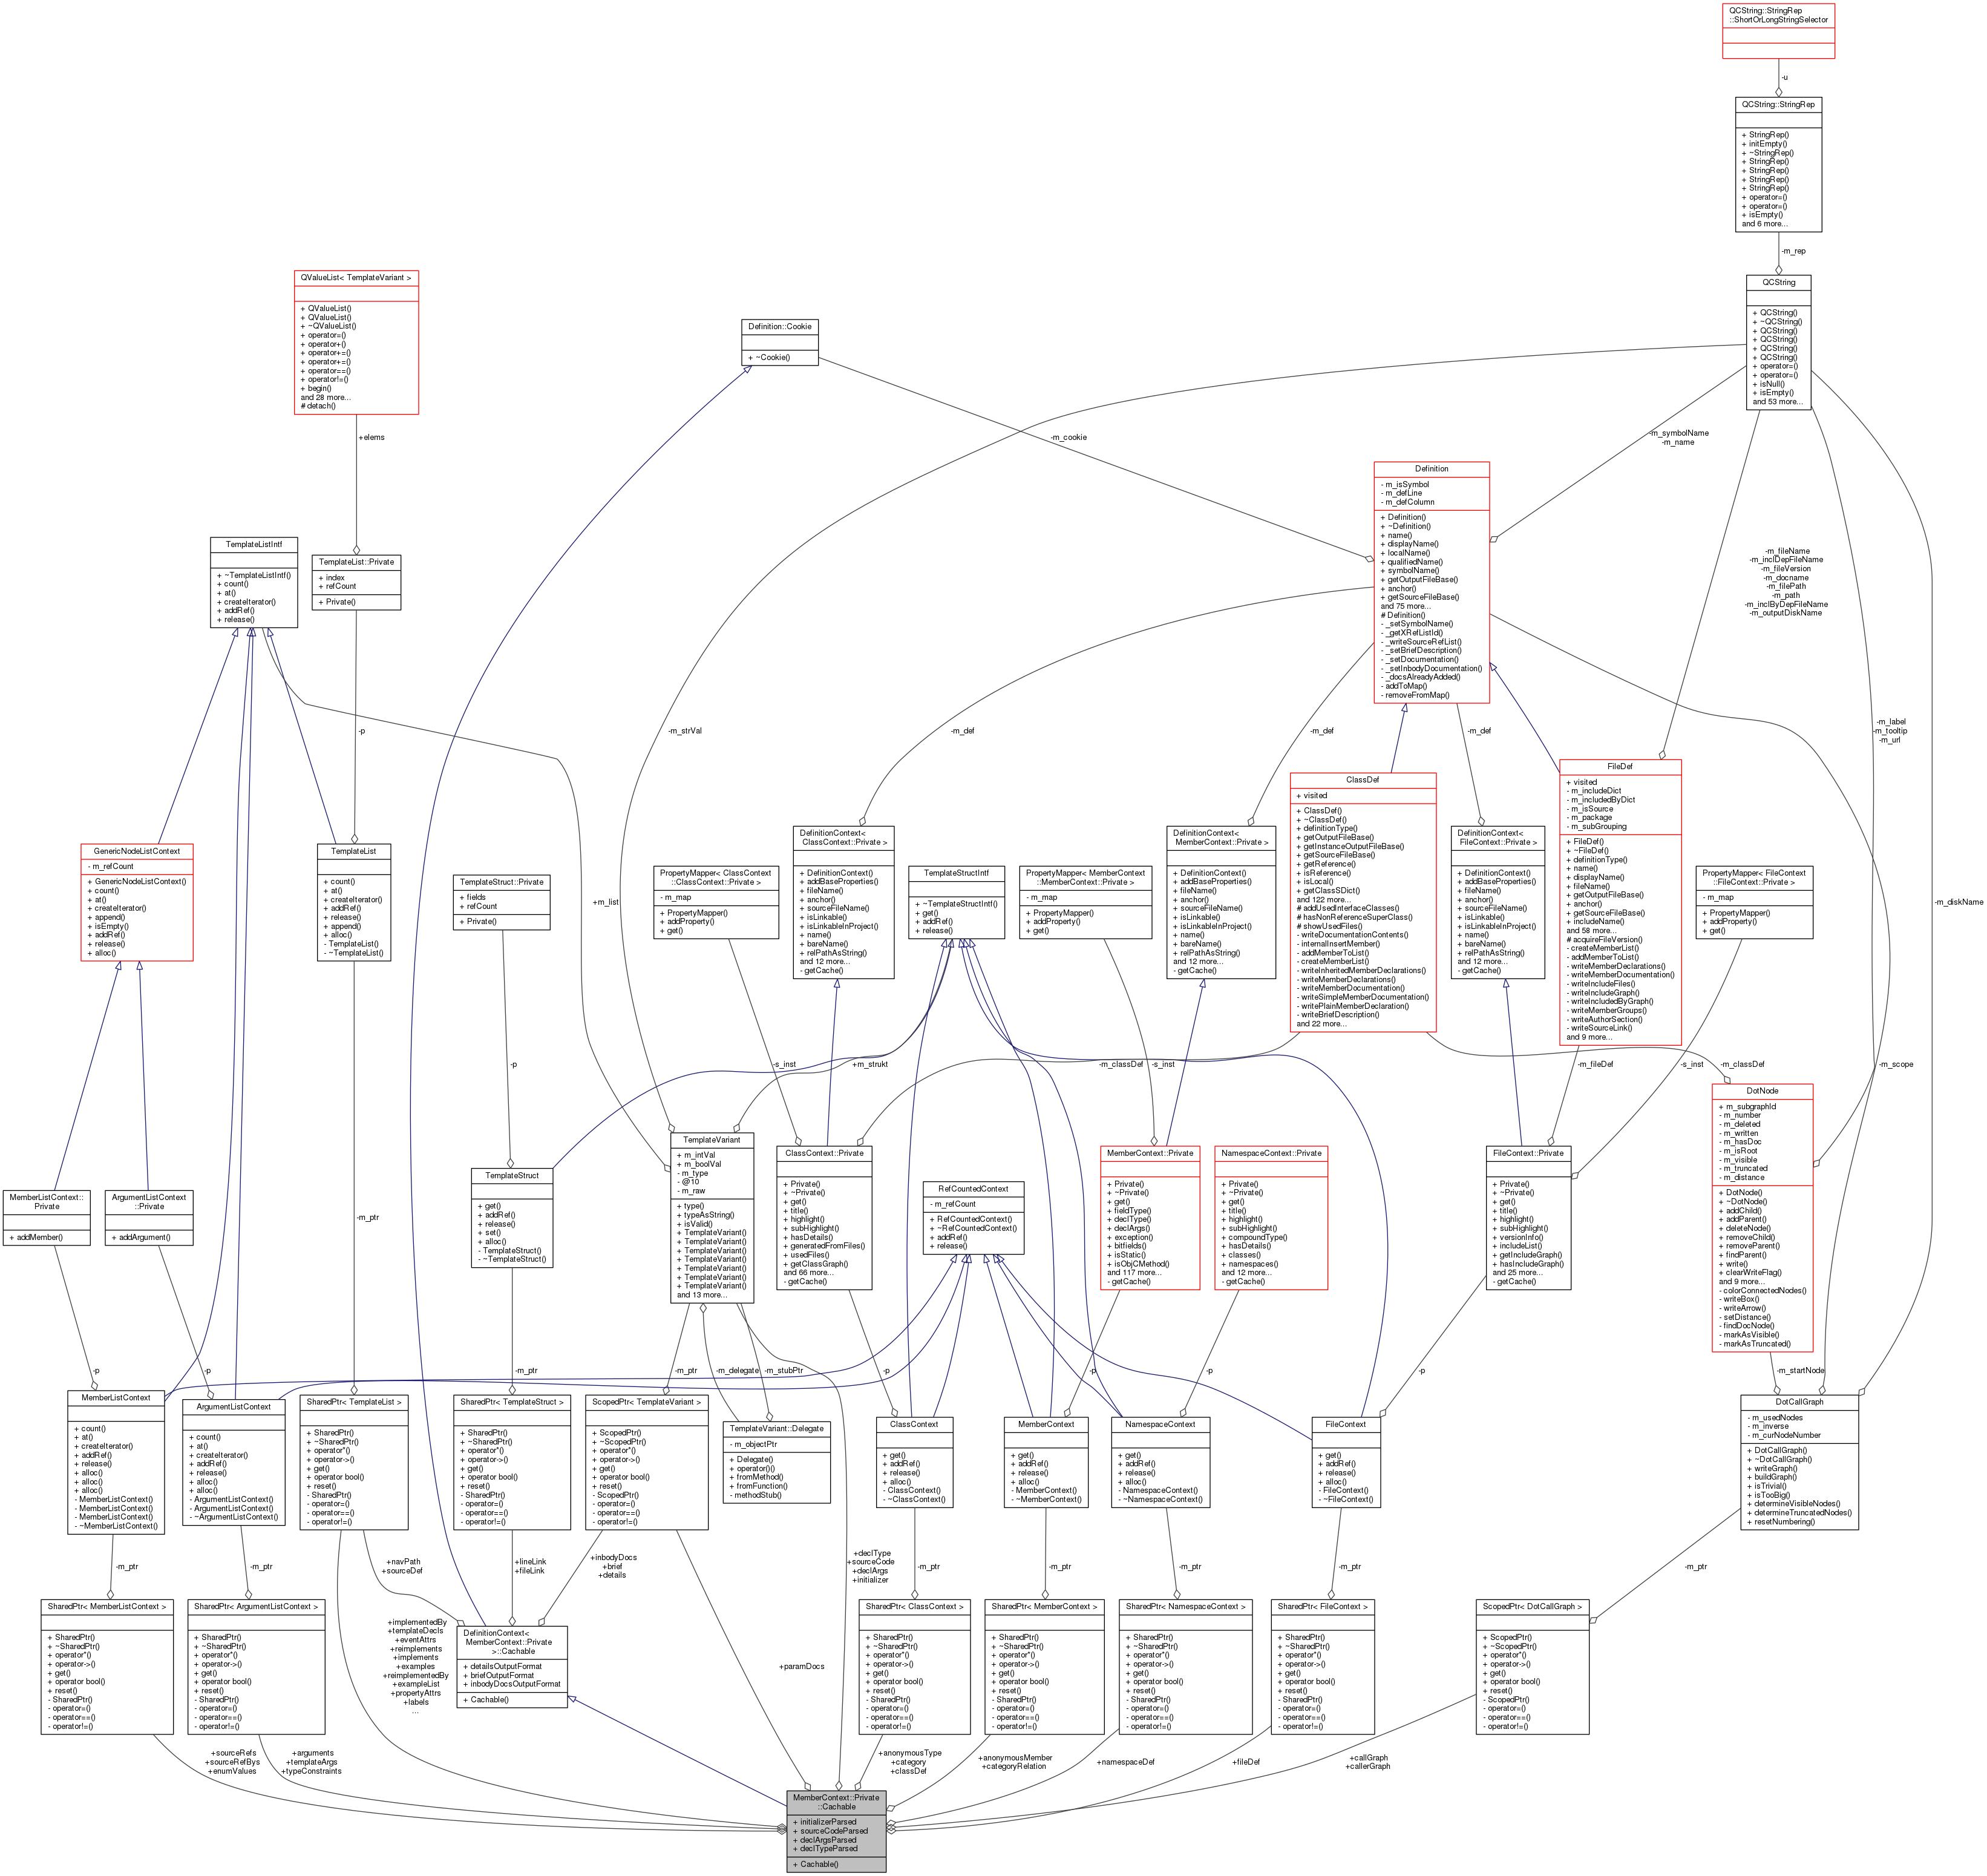 QCString::StringRep
::ShortOrLongStringSelector
-u
QCString::StringRep
+ StringRep()
+ initEmpty()
+ ~StringRep()
+ StringRep()
+ StringRep()
+ StringRep()
+ StringRep()
+ operator=()
+ operator=()
+ isEmpty()
and 6 more...
-m_rep
QCString
+ QCString()
+ ~QCString()
+ QCString()
+ QCString()
+ QCString()
+ QCString()
+ operator=()
+ operator=()
+ isNull()
+ isEmpty()
and 53 more...
QValueList< TemplateVariant >
+ QValueList()
+ QValueList()
+ ~QValueList()
+ operator=()
+ operator+()
+ operator+=()
+ operator+=()
+ operator==()
+ operator!=()
+ begin()
and 28 more...
# detach()
+elems
Definition::Cookie
+ ~Cookie()
-m_cookie
-m_symbolName
-m_name
Definition
- m_isSymbol
- m_defLine
- m_defColumn
+ Definition()
+ ~Definition()
+ name()
+ displayName()
+ localName()
+ qualifiedName()
+ symbolName()
+ getOutputFileBase()
+ anchor()
+ getSourceFileBase()
and 75 more...
# Definition()
- _setSymbolName()
- _getXRefListId()
- _writeSourceRefList()
- _setBriefDescription()
- _setDocumentation()
- _setInbodyDocumentation()
- _docsAlreadyAdded()
- addToMap()
- removeFromMap()
-m_fileName
-m_inclDepFileName
-m_fileVersion
-m_docname
-m_filePath
-m_path
-m_inclByDepFileName
-m_outputDiskName
TemplateListIntf
+ ~TemplateListIntf()
+ count()
+ at()
+ createIterator()
+ addRef()
+ release()
TemplateList::Private
+ index
+ refCount
+ Private()
-p
-m_strVal
-m_def
-m_def
-m_def
-m_label
-m_tooltip
-m_url
FileDef
+ visited
- m_includeDict
- m_includedByDict
- m_isSource
- m_package
- m_subGrouping
+ FileDef()
+ ~FileDef()
+ definitionType()
+ name()
+ displayName()
+ fileName()
+ getOutputFileBase()
+ anchor()
+ getSourceFileBase()
+ includeName()
and 58 more...
# acquireFileVersion()
- createMemberList()
- addMemberToList()
- writeMemberDeclarations()
- writeMemberDocumentation()
- writeIncludeFiles()
- writeIncludeGraph()
- writeIncludedByGraph()
- writeMemberGroups()
- writeAuthorSection()
- writeSourceLink()
and 9 more...
ClassDef
+ visited
+ ClassDef()
+ ~ClassDef()
+ definitionType()
+ getOutputFileBase()
+ getInstanceOutputFileBase()
+ getSourceFileBase()
+ getReference()
+ isReference()
+ isLocal()
+ getClassSDict()
and 122 more...
# addUsedInterfaceClasses()
# hasNonReferenceSuperClass()
# showUsedFiles()
- writeDocumentationContents()
- internalInsertMember()
- addMemberToList()
- createMemberList()
- writeInheritedMemberDeclarations()
- writeMemberDeclarations()
- writeMemberDocumentation()
- writeSimpleMemberDocumentation()
- writePlainMemberDeclaration()
- writeBriefDescription()
and 22 more...
GenericNodeListContext
- m_refCount
+ GenericNodeListContext()
+ count()
+ at()
+ createIterator()
+ append()
+ isEmpty()
+ addRef()
+ release()
+ alloc()
TemplateList
+ count()
+ at()
+ createIterator()
+ addRef()
+ release()
+ append()
+ alloc()
- TemplateList()
- ~TemplateList()
TemplateStruct::Private
+ fields
+ refCount
+ Private()
+m_list
PropertyMapper< ClassContext
::ClassContext::Private >
- m_map
+ PropertyMapper()
+ addProperty()
+ get()
DefinitionContext<
ClassContext::Private >
+ DefinitionContext()
+ addBaseProperties()
+ fileName()
+ anchor()
+ sourceFileName()
+ isLinkable()
+ isLinkableInProject()
+ name()
+ bareName()
+ relPathAsString()
and 12 more...
- getCache()
TemplateStructIntf
+ ~TemplateStructIntf()
+ get()
+ addRef()
+ release()
PropertyMapper< MemberContext
::MemberContext::Private >
- m_map
+ PropertyMapper()
+ addProperty()
+ get()
DefinitionContext<
MemberContext::Private >
+ DefinitionContext()
+ addBaseProperties()
+ fileName()
+ anchor()
+ sourceFileName()
+ isLinkable()
+ isLinkableInProject()
+ name()
+ bareName()
+ relPathAsString()
and 12 more...
- getCache()
DefinitionContext<
FileContext::Private >
+ DefinitionContext()
+ addBaseProperties()
+ fileName()
+ anchor()
+ sourceFileName()
+ isLinkable()
+ isLinkableInProject()
+ name()
+ bareName()
+ relPathAsString()
and 12 more...
- getCache()
PropertyMapper< FileContext
::FileContext::Private >
- m_map
+ PropertyMapper()
+ addProperty()
+ get()
-m_diskName
-p
-s_inst
+m_strukt
-m_classDef
-s_inst
-m_fileDef
-s_inst
-m_classDef
-m_scope
DotNode
+ m_subgraphId
- m_number
- m_deleted
- m_written
- m_hasDoc
- m_isRoot
- m_visible
- m_truncated
- m_distance
+ DotNode()
+ ~DotNode()
+ addChild()
+ addParent()
+ deleteNode()
+ removeChild()
+ removeParent()
+ findParent()
+ write()
+ clearWriteFlag()
and 9 more...
- colorConnectedNodes()
- writeBox()
- writeArrow()
- setDistance()
- findDocNode()
- markAsVisible()
- markAsTruncated()
MemberListContext::
Private
+ addMember()
ArgumentListContext
::Private
+ addArgument()
-m_ptr
TemplateStruct
+ get()
+ addRef()
+ release()
+ set()
+ alloc()
- TemplateStruct()
- ~TemplateStruct()
TemplateVariant
+ m_intVal
+ m_boolVal
- m_type
- @10
- m_raw
+ type()
+ typeAsString()
+ isValid()
+ TemplateVariant()
+ TemplateVariant()
+ TemplateVariant()
+ TemplateVariant()
+ TemplateVariant()
+ TemplateVariant()
+ TemplateVariant()
and 13 more...
ClassContext::Private
+ Private()
+ ~Private()
+ get()
+ title()
+ highlight()
+ subHighlight()
+ hasDetails()
+ generatedFromFiles()
+ usedFiles()
+ getClassGraph()
and 66 more...
- getCache()
RefCountedContext
- m_refCount
+ RefCountedContext()
+ ~RefCountedContext()
+ addRef()
+ release()
MemberContext::Private
+ Private()
+ ~Private()
+ get()
+ fieldType()
+ declType()
+ declArgs()
+ exception()
+ bitfields()
+ isStatic()
+ isObjCMethod()
and 117 more...
- getCache()
NamespaceContext::Private
+ Private()
+ ~Private()
+ get()
+ title()
+ highlight()
+ subHighlight()
+ compoundType()
+ hasDetails()
+ classes()
+ namespaces()
and 12 more...
- getCache()
FileContext::Private
+ Private()
+ ~Private()
+ get()
+ title()
+ highlight()
+ subHighlight()
+ versionInfo()
+ includeList()
+ getIncludeGraph()
+ hasIncludeGraph()
and 25 more...
- getCache()
-p
-p
-m_ptr
-m_ptr
-m_delegate
-m_stubPtr
-p
-p
-p
-p
-m_startNode
MemberListContext
+ count()
+ at()
+ createIterator()
+ addRef()
+ release()
+ alloc()
+ alloc()
+ alloc()
- MemberListContext()
- MemberListContext()
- MemberListContext()
- ~MemberListContext()
ArgumentListContext
+ count()
+ at()
+ createIterator()
+ addRef()
+ release()
+ alloc()
+ alloc()
- ArgumentListContext()
- ArgumentListContext()
- ~ArgumentListContext()
SharedPtr< TemplateList >
+ SharedPtr()
+ ~SharedPtr()
+ operator*()
+ operator->()
+ get()
+ operator bool()
+ reset()
- SharedPtr()
- operator=()
- operator==()
- operator!=()
SharedPtr< TemplateStruct >
+ SharedPtr()
+ ~SharedPtr()
+ operator*()
+ operator->()
+ get()
+ operator bool()
+ reset()
- SharedPtr()
- operator=()
- operator==()
- operator!=()
ScopedPtr< TemplateVariant >
+ ScopedPtr()
+ ~ScopedPtr()
+ operator*()
+ operator->()
+ get()
+ operator bool()
+ reset()
- ScopedPtr()
- operator=()
- operator==()
- operator!=()
TemplateVariant::Delegate
- m_objectPtr
+ Delegate()
+ operator()()
+ fromMethod()
+ fromFunction()
- methodStub()
ClassContext
+ get()
+ addRef()
+ release()
+ alloc()
- ClassContext()
- ~ClassContext()
MemberContext
+ get()
+ addRef()
+ release()
+ alloc()
- MemberContext()
- ~MemberContext()
NamespaceContext
+ get()
+ addRef()
+ release()
+ alloc()
- NamespaceContext()
- ~NamespaceContext()
FileContext
+ get()
+ addRef()
+ release()
+ alloc()
- FileContext()
- ~FileContext()
DotCallGraph
- m_usedNodes
- m_inverse
- m_curNodeNumber
+ DotCallGraph()
+ ~DotCallGraph()
+ writeGraph()
+ buildGraph()
+ isTrivial()
+ isTooBig()
+ determineVisibleNodes()
+ determineTruncatedNodes()
+ resetNumbering()
-m_ptr
-m_ptr
+navPath
+sourceDef
+lineLink
+fileLink
+inbodyDocs
+brief
+details
+declType
+sourceCode
+declArgs
+initializer
-m_ptr
-m_ptr
-m_ptr
-m_ptr
-m_ptr
SharedPtr< MemberListContext >
+ SharedPtr()
+ ~SharedPtr()
+ operator*()
+ operator->()
+ get()
+ operator bool()
+ reset()
- SharedPtr()
- operator=()
- operator==()
- operator!=()
SharedPtr< ArgumentListContext >
+ SharedPtr()
+ ~SharedPtr()
+ operator*()
+ operator->()
+ get()
+ operator bool()
+ reset()
- SharedPtr()
- operator=()
- operator==()
- operator!=()
+implementedBy
+templateDecls
+eventAttrs
+reimplements
+implements
+examples
+reimplementedBy
+exampleList
+propertyAttrs
+labels
...
DefinitionContext<
MemberContext::Private
>::Cachable
+ detailsOutputFormat
+ briefOutputFormat
+ inbodyDocsOutputFormat
+ Cachable()
+paramDocs
SharedPtr< ClassContext >
+ SharedPtr()
+ ~SharedPtr()
+ operator*()
+ operator->()
+ get()
+ operator bool()
+ reset()
- SharedPtr()
- operator=()
- operator==()
- operator!=()
SharedPtr< MemberContext >
+ SharedPtr()
+ ~SharedPtr()
+ operator*()
+ operator->()
+ get()
+ operator bool()
+ reset()
- SharedPtr()
- operator=()
- operator==()
- operator!=()
SharedPtr< NamespaceContext >
+ SharedPtr()
+ ~SharedPtr()
+ operator*()
+ operator->()
+ get()
+ operator bool()
+ reset()
- SharedPtr()
- operator=()
- operator==()
- operator!=()
SharedPtr< FileContext >
+ SharedPtr()
+ ~SharedPtr()
+ operator*()
+ operator->()
+ get()
+ operator bool()
+ reset()
- SharedPtr()
- operator=()
- operator==()
- operator!=()
ScopedPtr< DotCallGraph >
+ ScopedPtr()
+ ~ScopedPtr()
+ operator*()
+ operator->()
+ get()
+ operator bool()
+ reset()
- ScopedPtr()
- operator=()
- operator==()
- operator!=()
+sourceRefs
+sourceRefBys
+enumValues
+arguments
+templateArgs
+typeConstraints
+anonymousType
+category
+classDef
+anonymousMember
+categoryRelation
+namespaceDef
+fileDef
+callGraph
+callerGraph
MemberContext::Private
::Cachable
+ initializerParsed
+ sourceCodeParsed
+ declArgsParsed
+ declTypeParsed
+ Cachable()